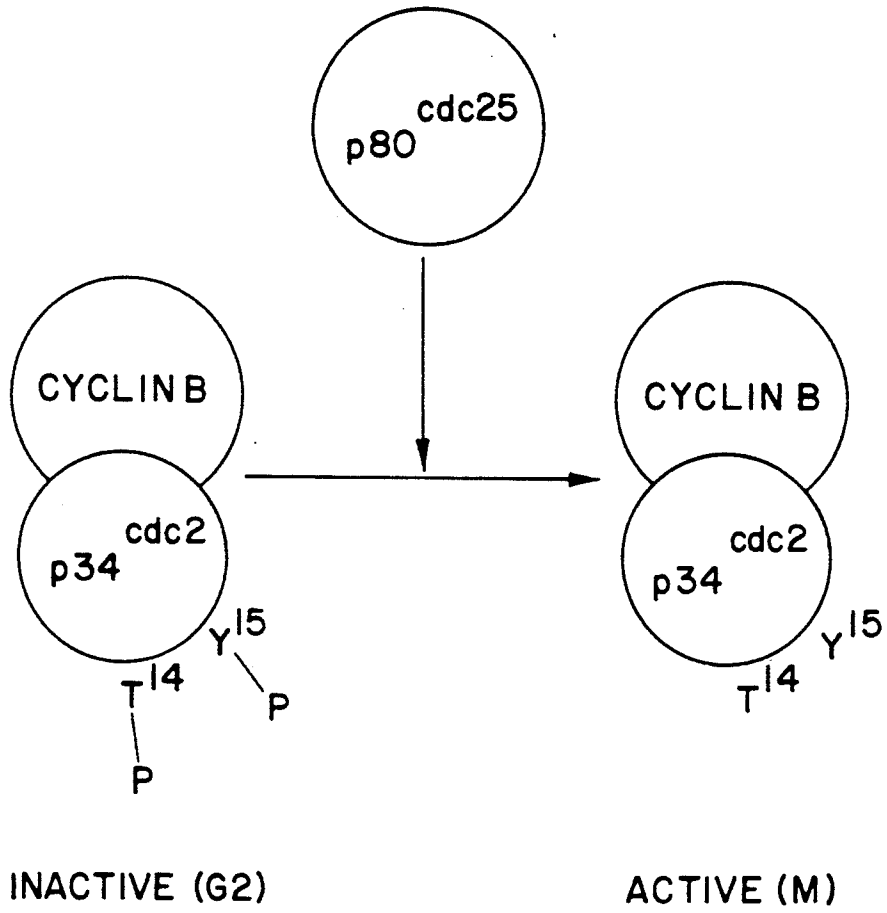 p80 cdc25
CYCLIN B
p34 cdc2
Y15
T14
P
P
INACTIVE (G2)
CYCLIN B
p34 cdc2
Y15
T14
ACTIVE (M)